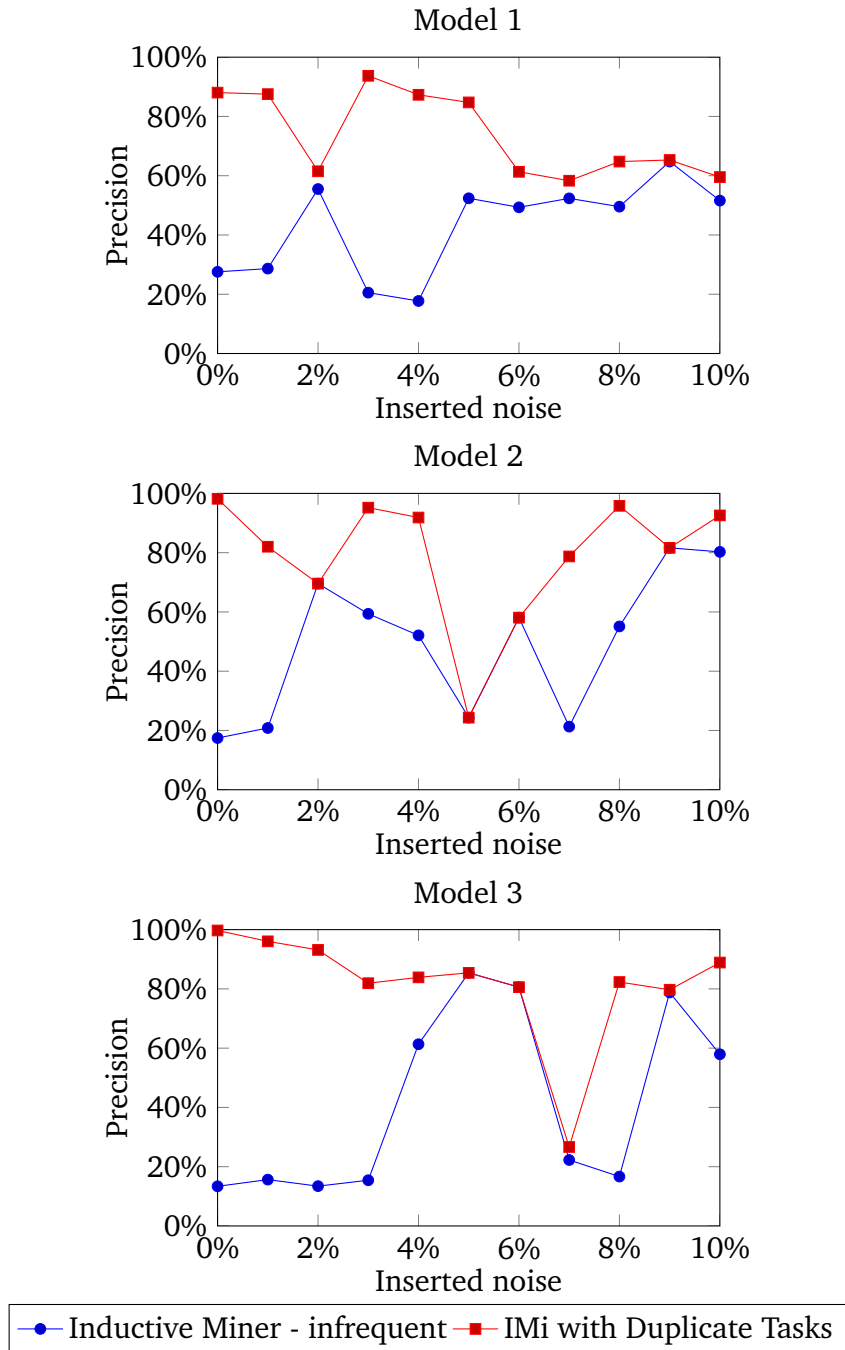 Model 1
100%
80%
60%
40%
20%
0%
Precision
0% 2% 4% 6% 8% 10%
Inserted noise
Model 2
100%
80%
60%
40%
20%
0%
Precision
0% 2% 4% 6% 8% 10%
Inserted noise
Model 3
100%
80%
60%
40%
20%
0%
Precision
0% 2% 4% 6% 8% 10%
Inserted noise
Inductive Miner - infrequent IMi with Duplicate Tasks